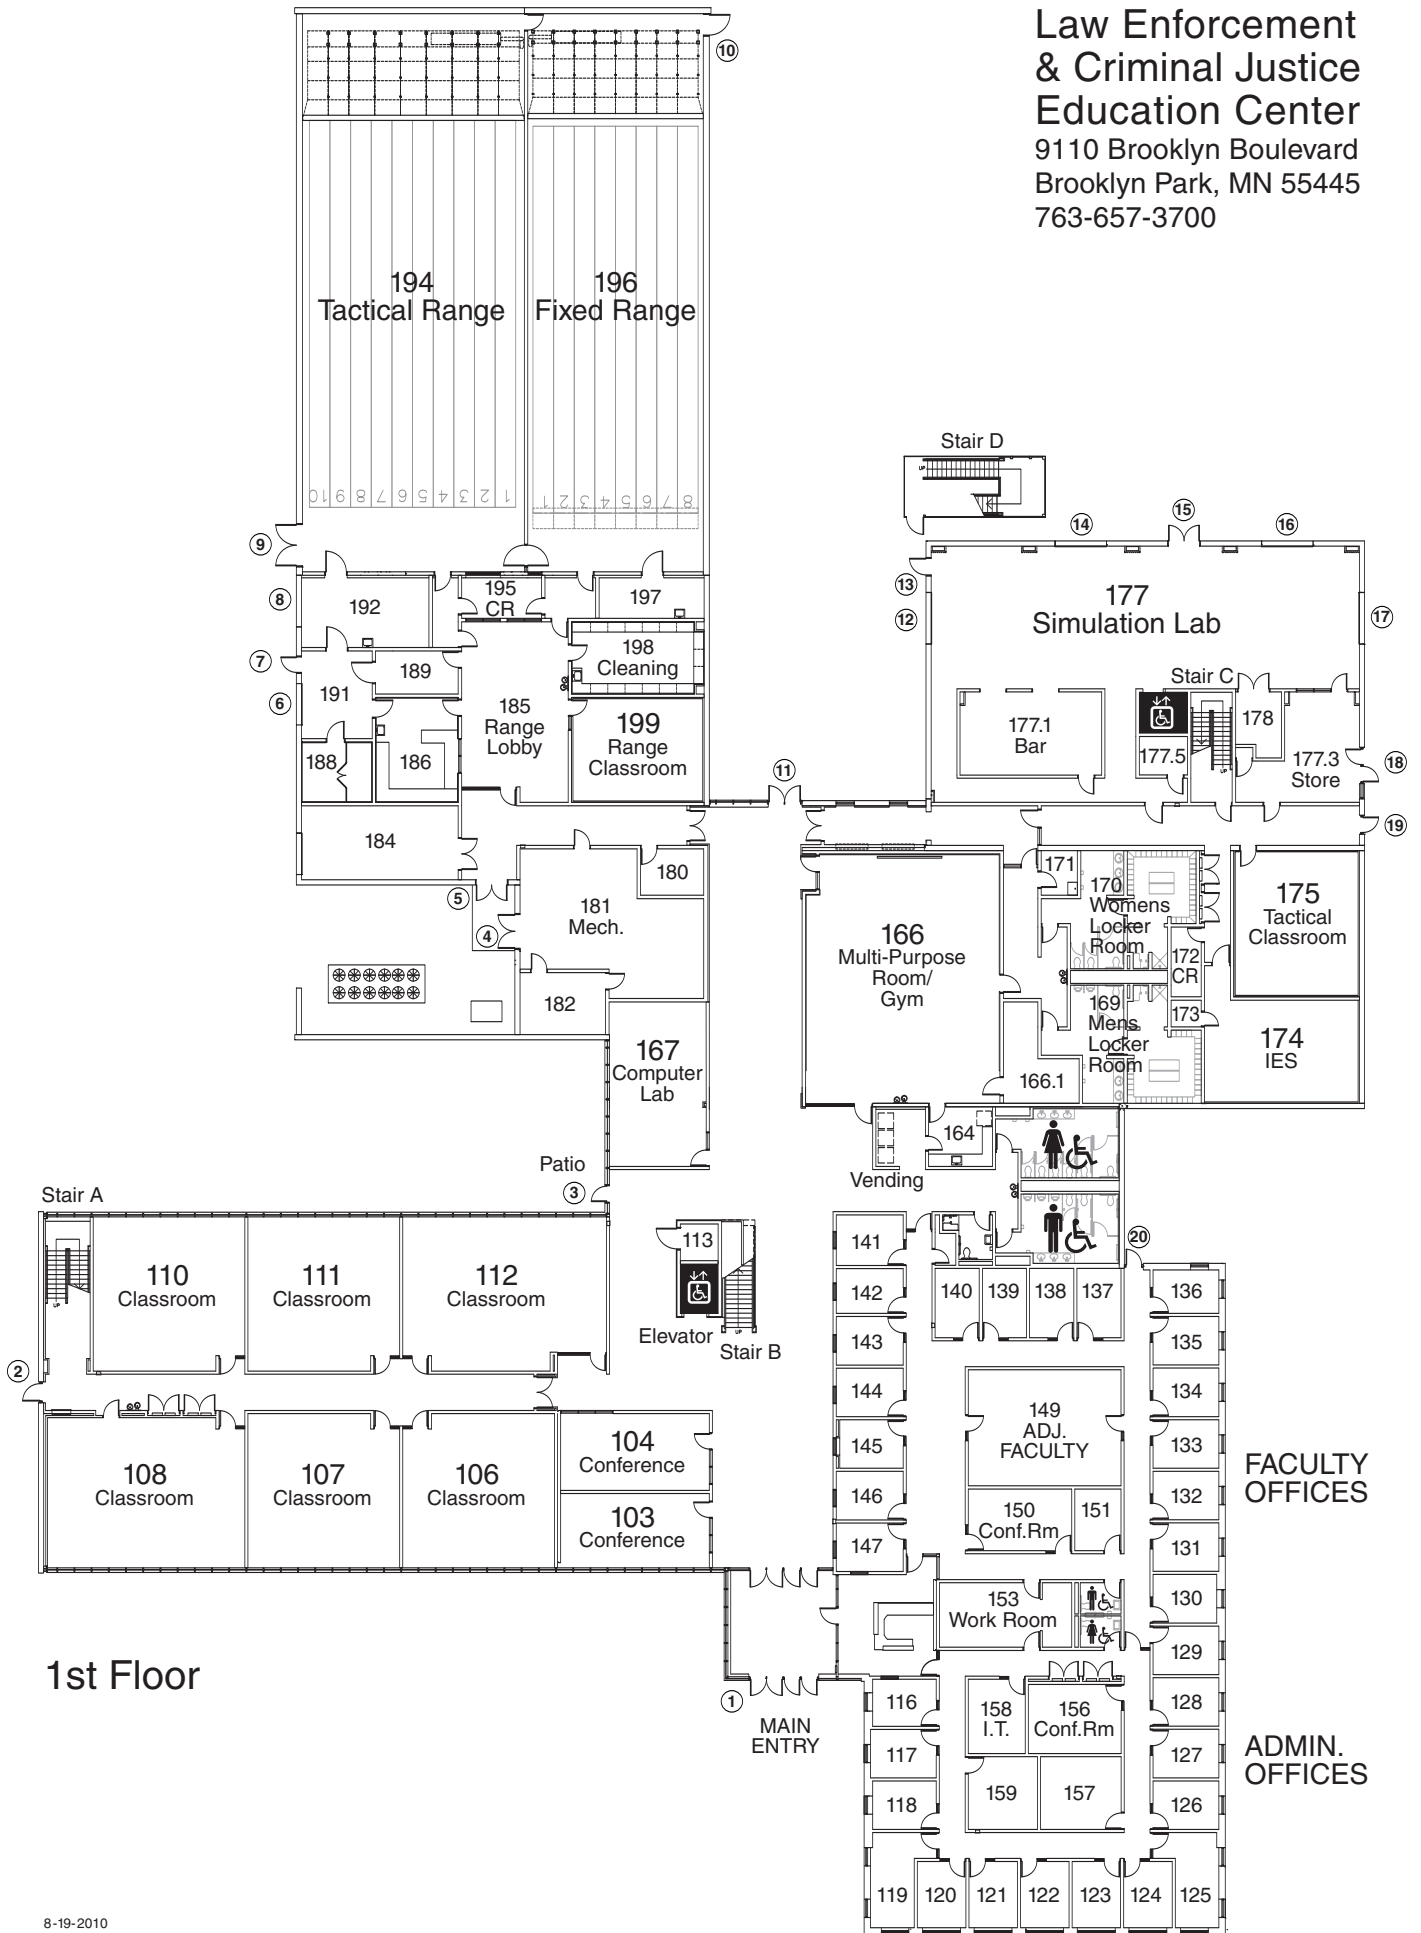 Law Enforcement
& Criminal Justice
Education Center
9110 Brooklyn Boulevard
Brooklyn Park, MN 55445
763-657-3700
10
194
Tactical Range
196
Fixed Range
10 9 8 7 6 5 4 3 2 1
1 2 3 4 5 6 7 8
Stair D
UP
9
14
15
16
8
192
195
CR
197
13
12
177
Simulation Lab
17
7
191
189
198
Cleaning
6
185
Range
Lobby
199
Range
Classroom
Stair C
177.1
Bar
178
188
186
177.5
UP
177.3
Store
18
11
19
184
180
171
170
Womens
Locker
Room
175
Tactical
Classroom
5
181
Mech.
4
166
Multi-Purpose
Room/
Gym
172
CR
182
169
Mens
Locker
Room
173
174
IES
167
Computer
Lab
166.1
164
Vending
Patio
3
Stair A
UP
110
Classroom
111
Classroom
112
Classroom
113
Elevator
UP
Stair B
141
20
142
140
139
138
137
136
143
135
2
144
134
149
ADJ.
FACULTY
108
Classroom
107
Classroom
106
Classroom
104
Conference
145
133
FACULTY
OFFICES
146
132
103
Conference
150
Conf.Rm
151
147
131
153
Work Room
130
129
1st Floor
1
MAIN
ENTRY
116
158
I.T.
156
Conf.Rm
128
117
127
ADMIN.
OFFICES
118
159
157
126
119
120
121
122
123
124
125
8-19-2010